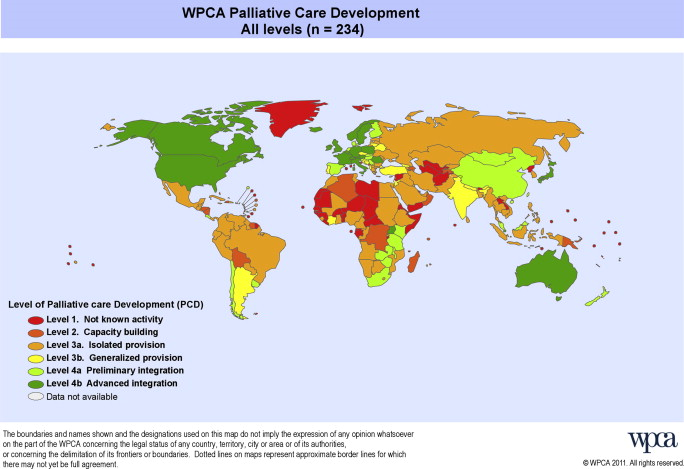 WPCA Palliative Care Development
All levels (n = 234)
Level of Palliative care Development (PCD)
Level 1.  Not known activity
Level 2.  Capacity building
Level 3a.  Isolated provision
Level 3b.  Generalized provision
Level 4a  Preliminary integration
Level 4b  Advanced integration
Data not available
The boundaries and names shown and the designations used on this map do not imply the expression of any opinion whatsoever
on the part of the WPCA concerning the legal status of any country, territory, city or area or of its authorities,
or concerning the delimitation of its frontiers or boundaries.  Dotted lines on maps represent approximate border lines for which
there may not yet be full agreement.
wpca
© WPCA 2011. All rights reserved.